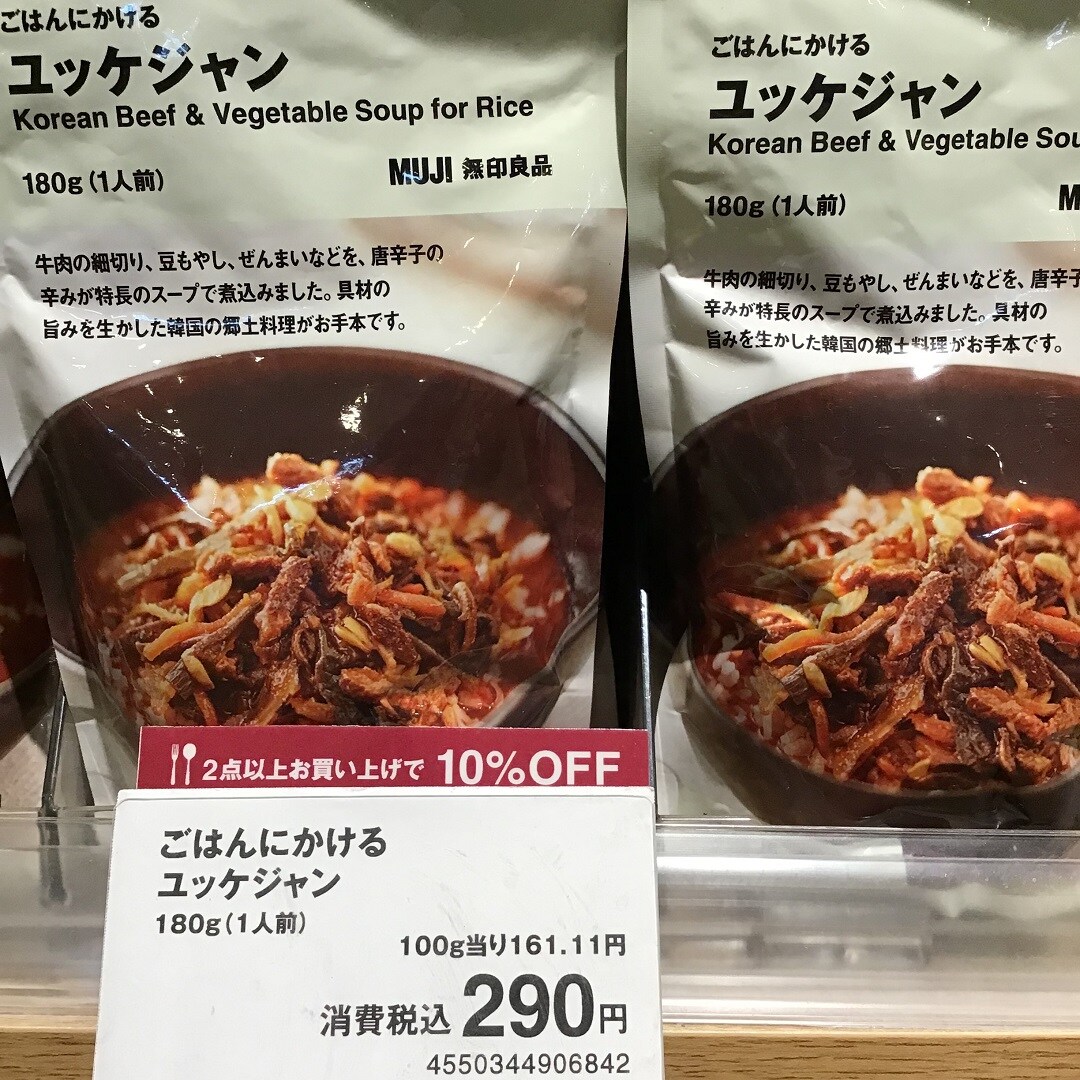 ごはんにかける
ユッケジャン
Korean Beef & Vegetable Soup for Rice
180g(1人前)
MUJI 無印良品
牛肉の細切り、豆もやし、ぜんまいなどを、唐辛子の
辛みが特長のスープで煮込みました。具材の
旨みを生かした韓国の郷土料理がお手本です。
ごはんにかける
ユッケジャン
Korean Beef & Vegetable Sou
180g(1人前)
M
牛肉の細切り、豆もやし、ぜんまいなどを、唐辛子
辛みが特長のスープで煮込みました。具材の
旨みを生かした韓国の郷土料理がお手本です。
2点以上お買い上げで 10%OFF
ごはんにかける
ユッケジャン
180g(1人前)
100g当り161.11円
消費税込 290円
4550344906842